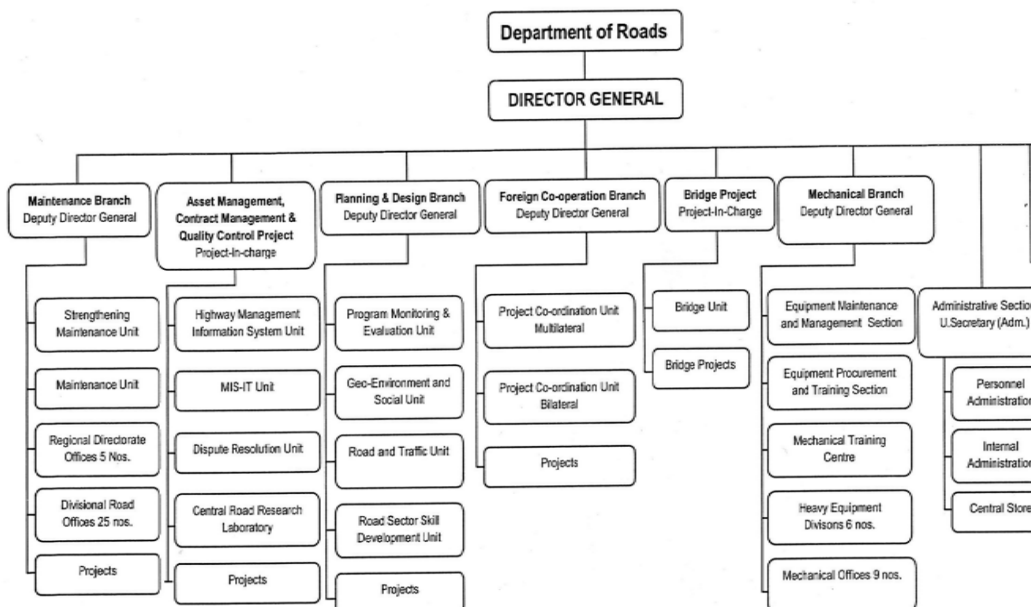 Department of Roads
DIRECTOR GENERAL
Maintenance Branch
Deputy Director General
Strengthening
Maintenance Unit
Maintenance Unit
Regional Directorate
Offices 5 Nos.
Divisional Road
Offices 25 nos.
Projects
Asset Management,
Contract Management &
Quality Control Project
Project-In-charge
Highway Management
Information System Unit
MIS-IT Unit
Dispute Resolution Unit
Central Road Research
Laboratory
Projects
Planning & Design Branch
Deputy Director General
Program Monitoring &
Evaluation Unit
Geo-Environment and
Social Unit
Road and Traffic Unit
Road Sector Skill
Development Unit
Projects
Foreign Co-operation Branch
Deputy Director General
Project Co-ordination Unit
Multilateral
Project Co-ordination Unit
Bilateral
Projects
Bridge Project
Project-In-Charge
Bridge Unit
Bridge Projects
Mechanical Branch
Deputy Director General
Equipment Maintenance
and Management Section
Equipment Procurement
and Training Section
Mechanical Training
Centre
Heavy Equipment
Divisons 6 nos.
Mechanical Offices 9 nos.
Administrative Section
U.Secretary (Adm.)
Personnel
Administration
Internal
Administration
Central Store